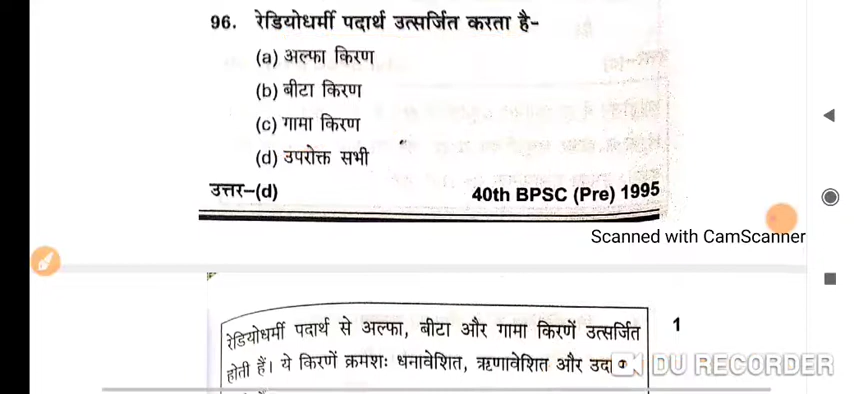 96. रेडियोधर्मी पदार्थ उत्सर्जित करता है–
(a) अल्फा किरण
(b) बीटा किरण
(c) गामा किरण
(d) उपरोक्त सभी
उत्तर–(d) 40th BPSC (Pre) 1995
Scanned with CamScanner
रेडियोधर्मी पदार्थ से अल्फा, बीटा और गामा किरणें उत्सर्जित 1
होती हैं। ये किरणें क्रमशः धनावेशित, ऋणावेशित और
DU RECORDER